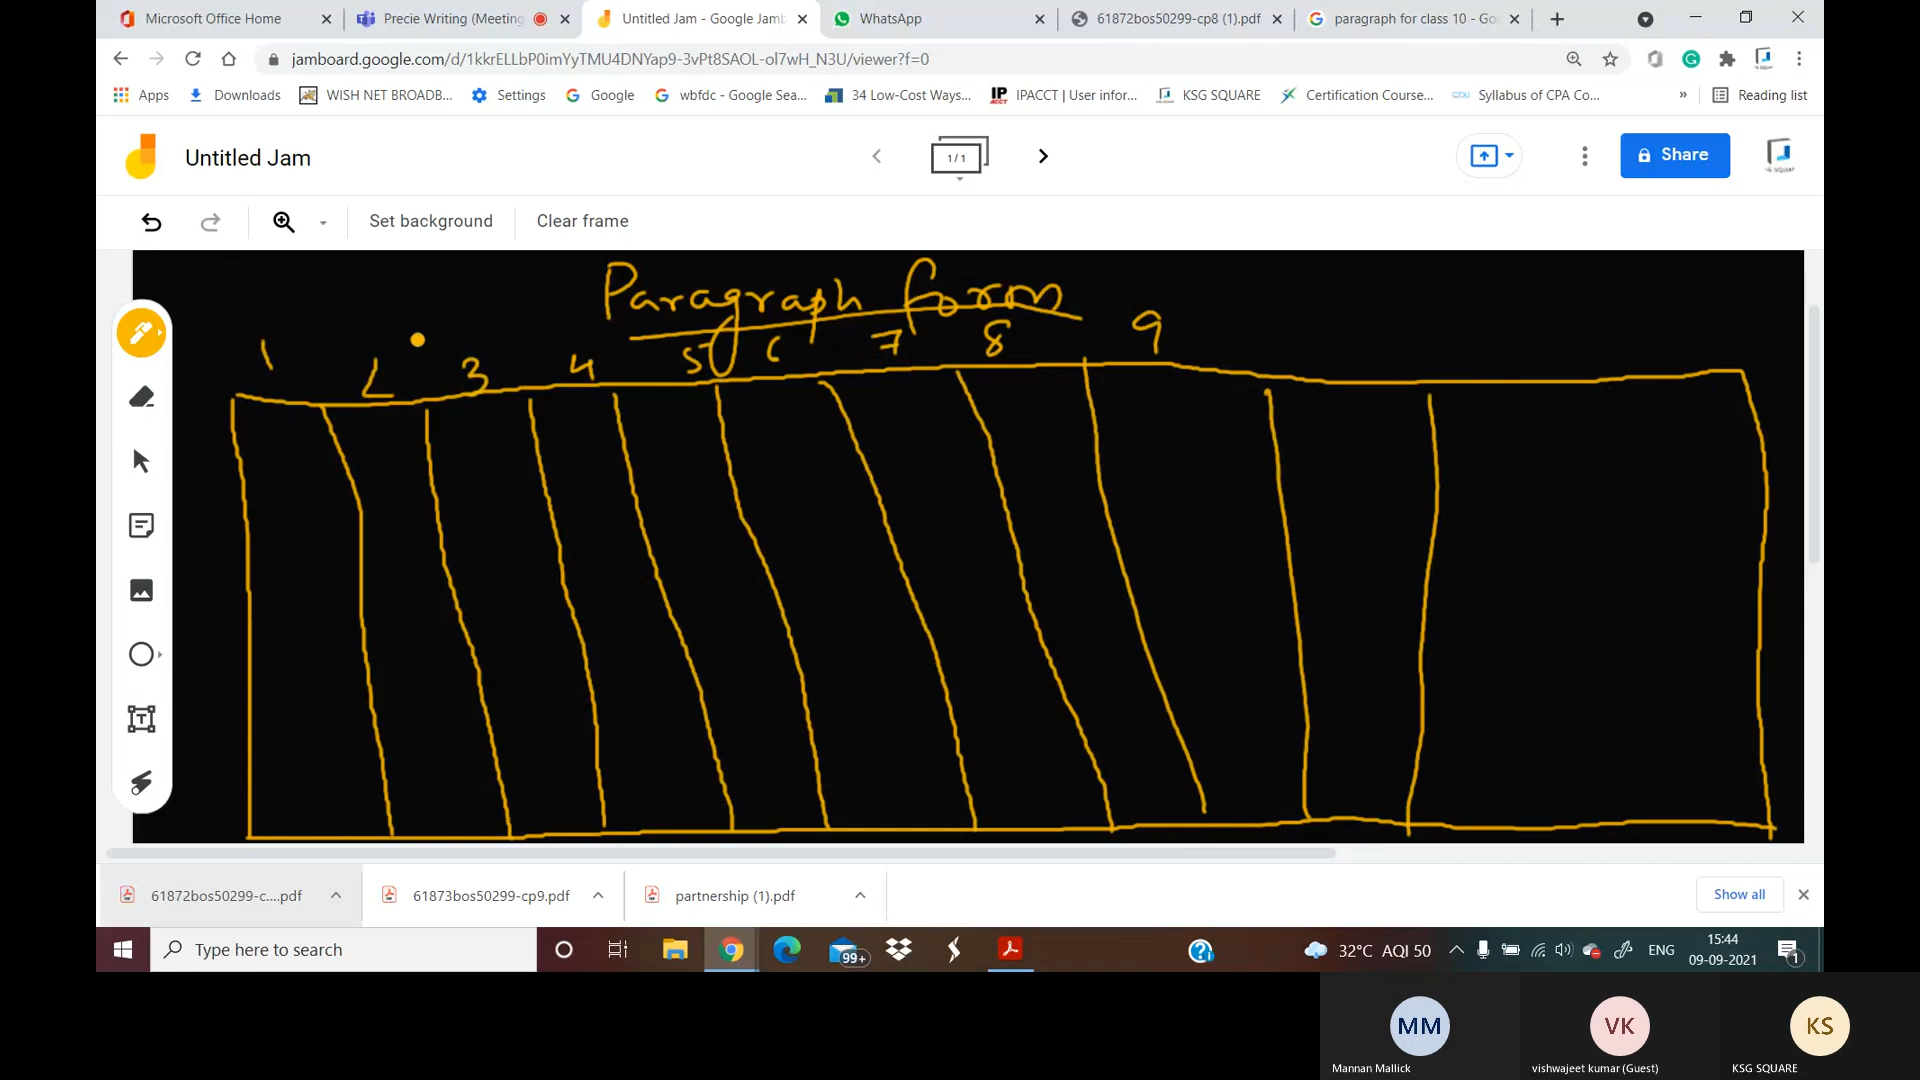 Microsoft Office Home
Precie Writing (Meeting
Untitled Jam - Google Jamb
WhatsApp
61872bos50299-cp8 (1).pdf
paragraph for class 10 - Go
jamboard.google.com/d/1kkrELLbP0imYyTMU4DNYap9-3vPt8SAOL-ol7wH_N3U/viewer?f=0
Apps
Downloads
WISH NET BROADB...
Settings
Google
wbfdc - Google Sea...
34 Low-Cost Ways...
IPACCT | User infor...
KSG SQUARE
Certification Course...
Syllabus of CPA Co...
»
Reading list
Untitled Jam
1 / 1
Share
Set background
Clear frame
Paragraph form
1 2 3 4 5 6 7 8 9
61872bos50299-c....pdf
61873bos50299-cp9.pdf
partnership (1).pdf
Show all
Type here to search
99+
32°C AQI 50
ENG
15:44
09-09-2021
1
MM
VK
KS
Mannan Mallick
vishwajeet kumar (Guest)
KSG SQUARE